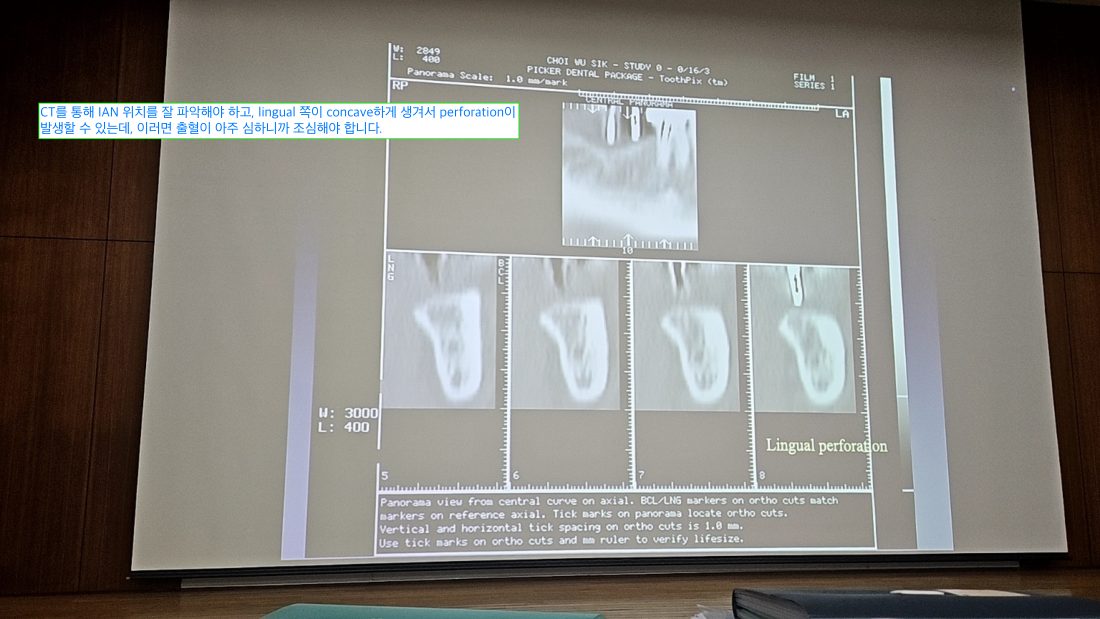 W: 2849
L: 400
CHOI WU SIK - STUDY 0 - 0/16/3
PICKER DENTAL PACKAGE - ToothPix (tm)
Panorama Scale: 1.0 mm/mark
FILM 1
SERIES 1
RP
CENTRAL PANORAMA
LA
CT를 통해 IAN 위치를 잘 파악해야 하고, lingual 쪽이 concave하게 생겨서 perforation이
발생할 수 있는데, 이러면 출혈이 아주 심하니까 조심해야 합니다.
10
LNG
BCL
W: 3000
L: 400
Lingual perforation
5
6
7
8
Panorama view from central curve on axial. BCL/LNG markers on ortho cuts match
markers on reference axial. Tick marks on panorama locate ortho cuts.
Vertical and horizontal tick spacing on ortho cuts is 1.0 mm.
Use tick marks on ortho cuts and mm ruler to verify lifesize.